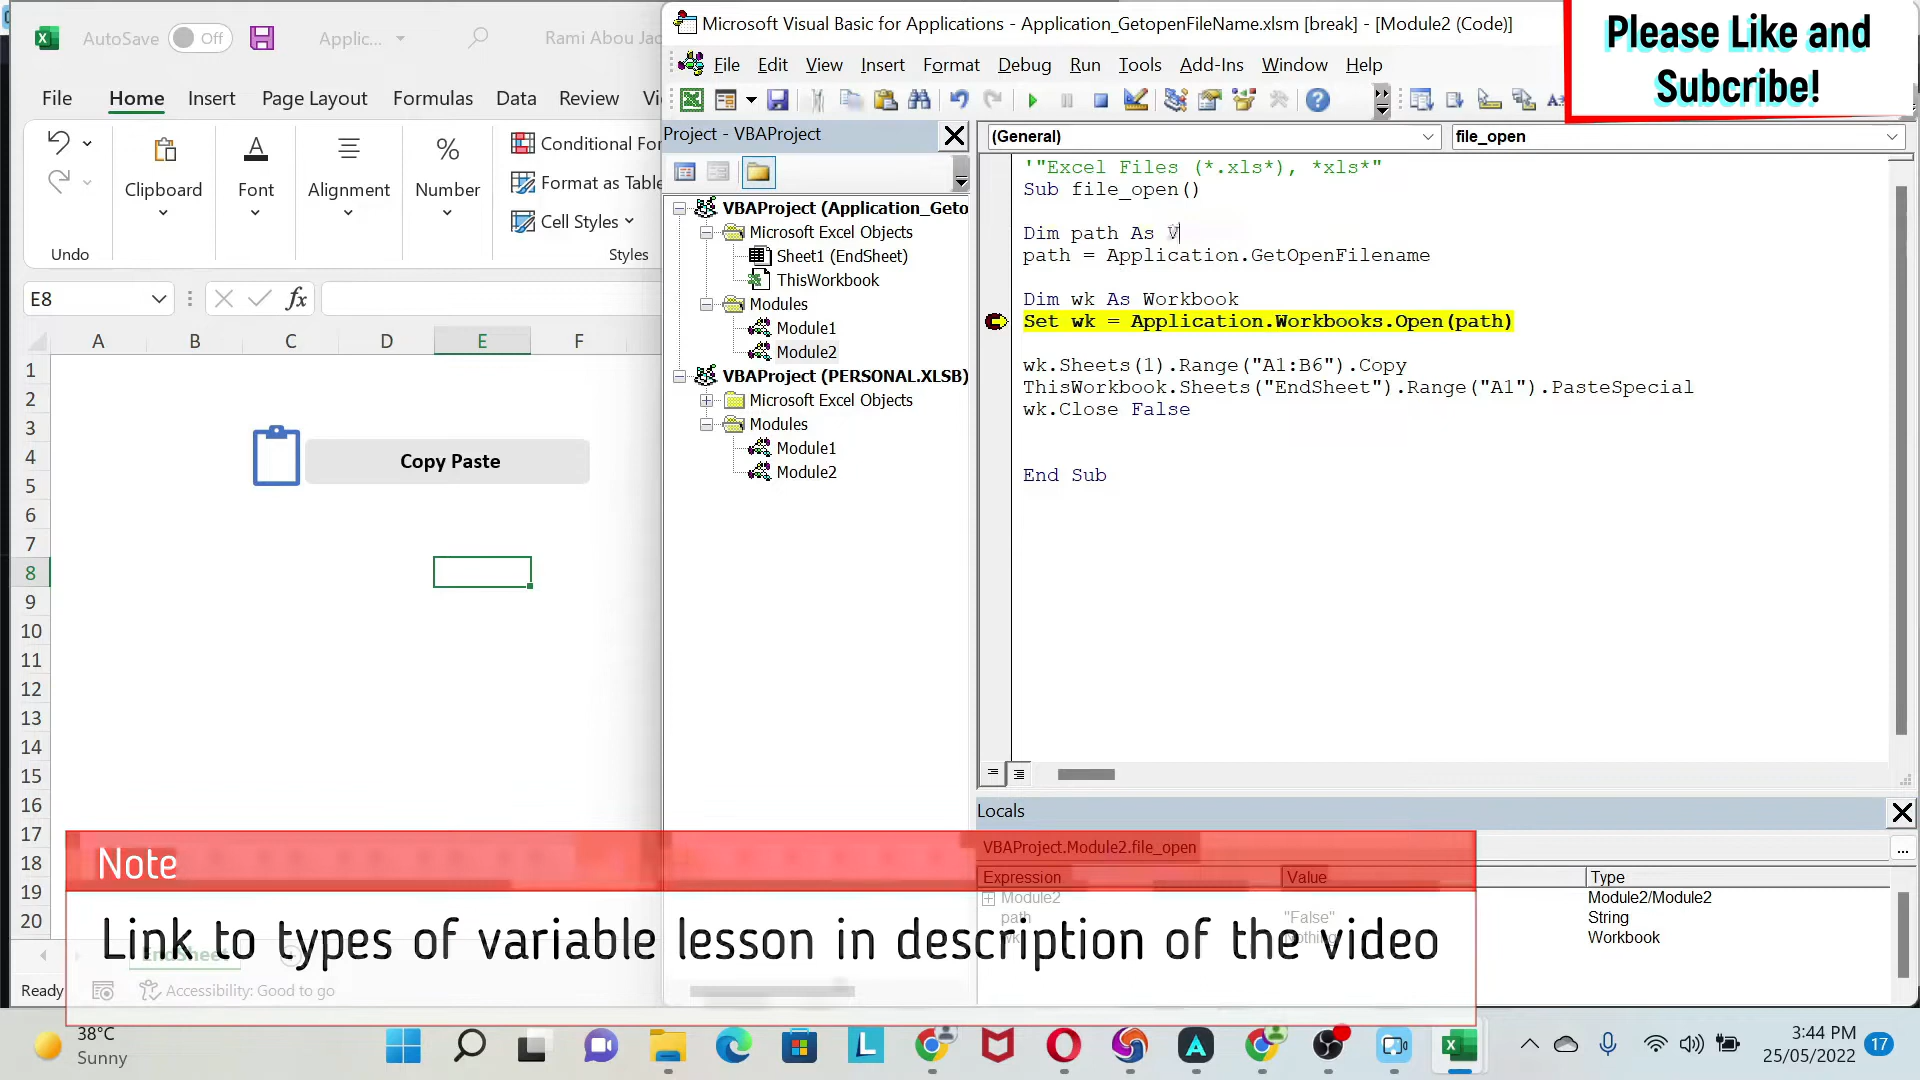 AutoSave Off Applic... Rami Abou Jao
File Home Insert Page Layout Formulas Data Review
Undo
Clipboard
Font
Alignment
%
Number
Conditional For
Format as Table
Cell Styles
Styles
E8
fx
A B C D E F
1
2
3
4
5
6
7
8
9
10
11
12
13
14
15
16
17
18
19
20
Copy Paste
EndSheet
Ready
Accessibility: Good to go
Microsoft Visual Basic for Applications - Application_GetopenFileName.xlsm [break] - [Module2 (Code)]
File Edit View Insert Format Debug Run Tools Add-Ins Window Help
Project - VBAProject
VBAProject (Application_Geto
Microsoft Excel Objects
Sheet1 (EndSheet)
ThisWorkbook
Modules
Module1
Module2
VBAProject (PERSONAL.XLSB)
Microsoft Excel Objects
Modules
Module1
Module2
(General)
file_open
'"Excel Files (*.xls*), *xls*"
Sub file_open()
Dim path As V
path = Application.GetOpenFilename
Dim wk As Workbook
Set wk = Application.Workbooks.Open(path)
wk.Sheets(1).Range("A1:B6").Copy
ThisWorkbook.Sheets("EndSheet").Range("A1").PasteSpecial
wk.Close False
End Sub
Please Like and
Subcribe!
Locals
VBAProject.Module2.file_open
...
Expression Value Type
Module2 Module2/Module2
path "False" String
wk Nothing Workbook
Note
Link to types of variable lesson in description of the video
38°C
Sunny
3:44 PM
25/05/2022
17